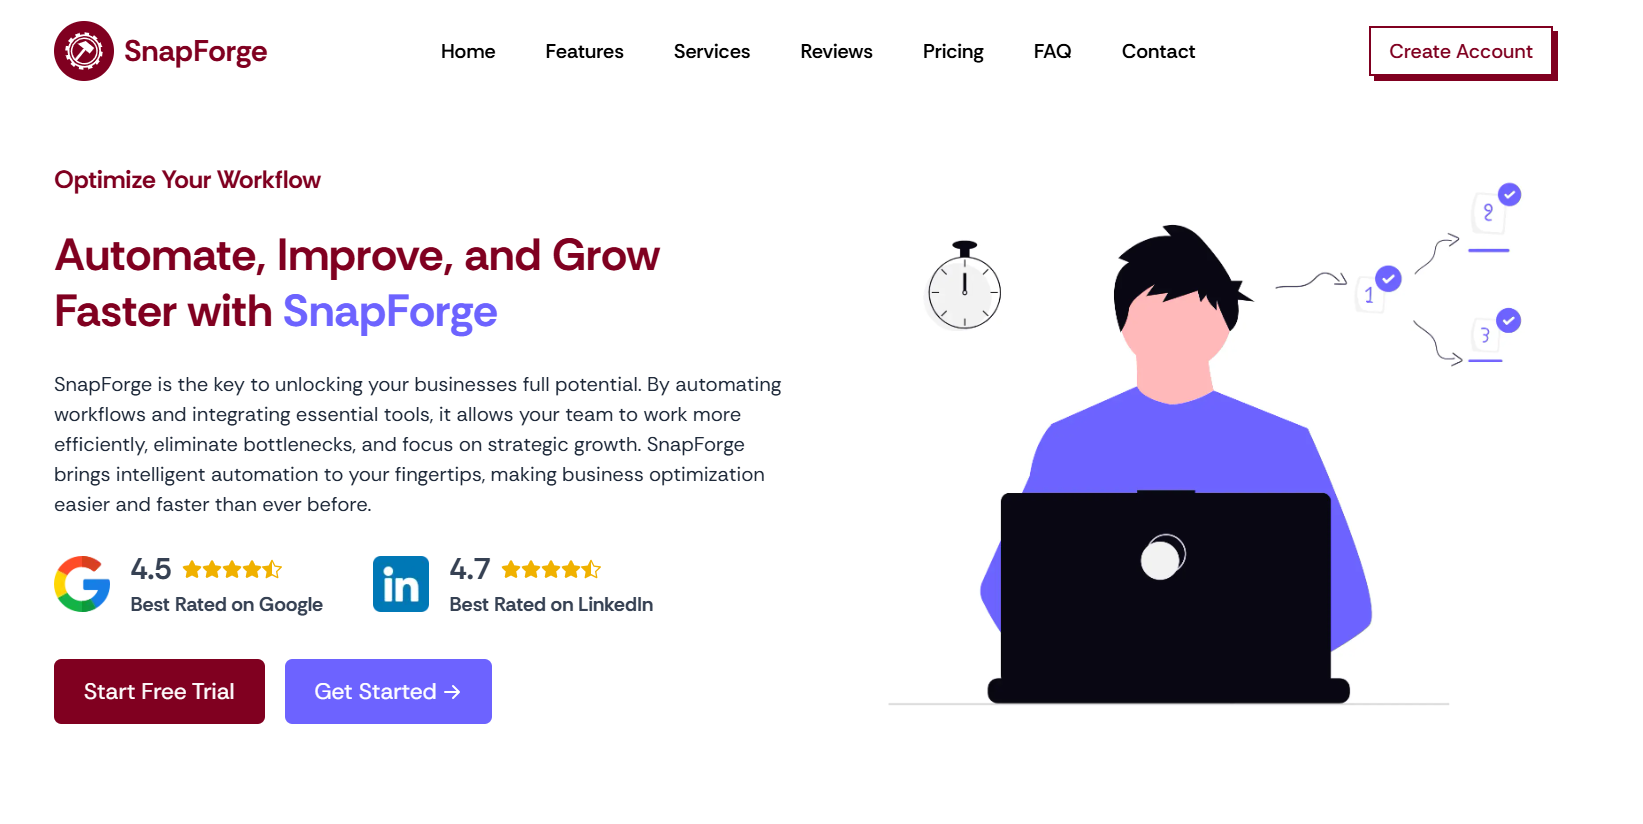 SnapForge
Home Features Services Reviews Pricing FAQ Contact
Create Account
Optimize Your Workflow
Automate, Improve, and Grow
Faster with SnapForge
SnapForge is the key to unlocking your businesses full potential. By automating
workflows and integrating essential tools, it allows your team to work more
efficiently, eliminate bottlenecks, and focus on strategic growth. SnapForge
brings intelligent automation to your fingertips, making business optimization
easier and faster than ever before.
4.5
Best Rated on Google
in
4.7
Best Rated on LinkedIn
Start Free Trial
Get Started →
1
2
3